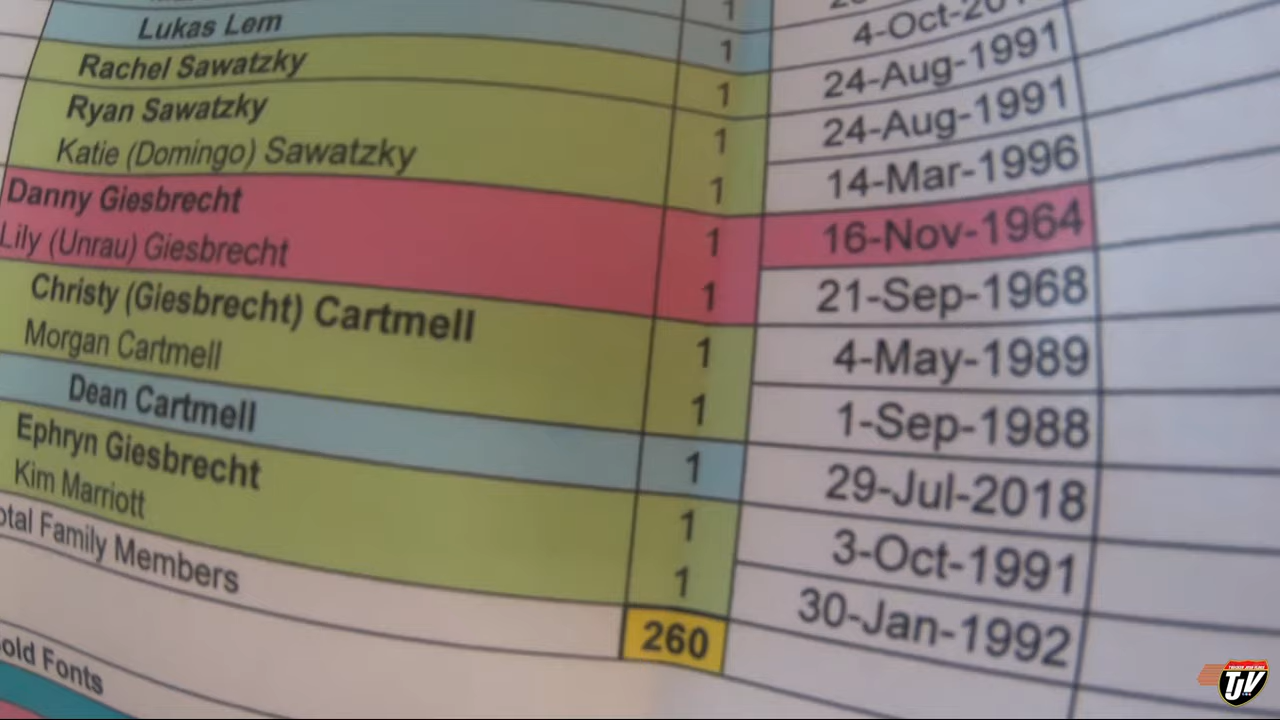 1
Lukas Lem 1 4-Oct-20
Rachel Sawatzky 1 24-Aug-1991
Ryan Sawatzky 1 24-Aug-1991
Katie (Domingo) Sawatzky 1 14-Mar-1996
Danny Giesbrecht 1 16-Nov-1964
Lily (Unrau) Giesbrecht 1 21-Sep-1968
Christy (Giesbrecht) Cartmell 1 4-May-1989
Morgan Cartmell 1 1-Sep-1988
Dean Cartmell 1 29-Jul-2018
Ephryn Giesbrecht 1 3-Oct-1991
Kim Marriott 1 30-Jan-1992
otal Family Members 260
old Fonts
TJV